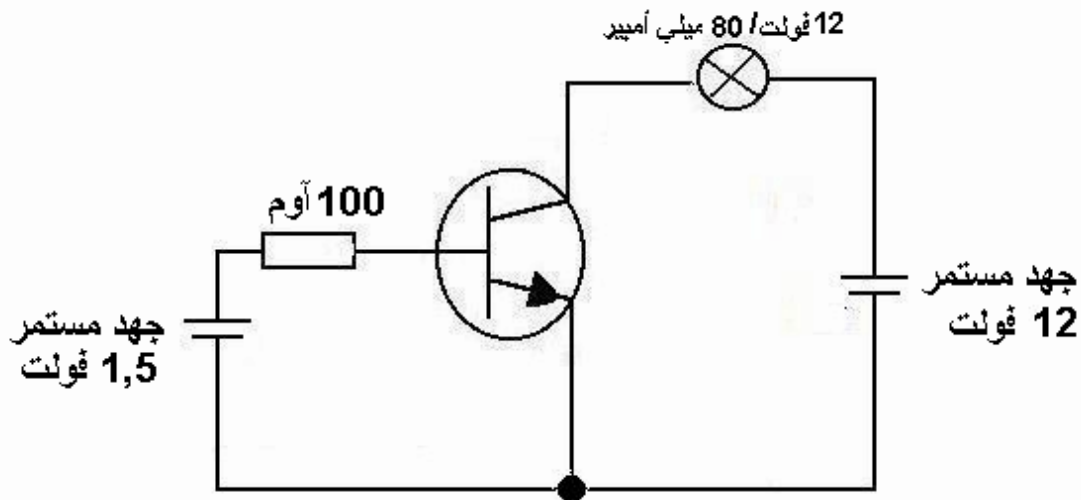 12 فولت/ 80 ميلي أمبير
100 آوم
جهد مستمر
1,5 فولت
جهد مستمر
12 فولت